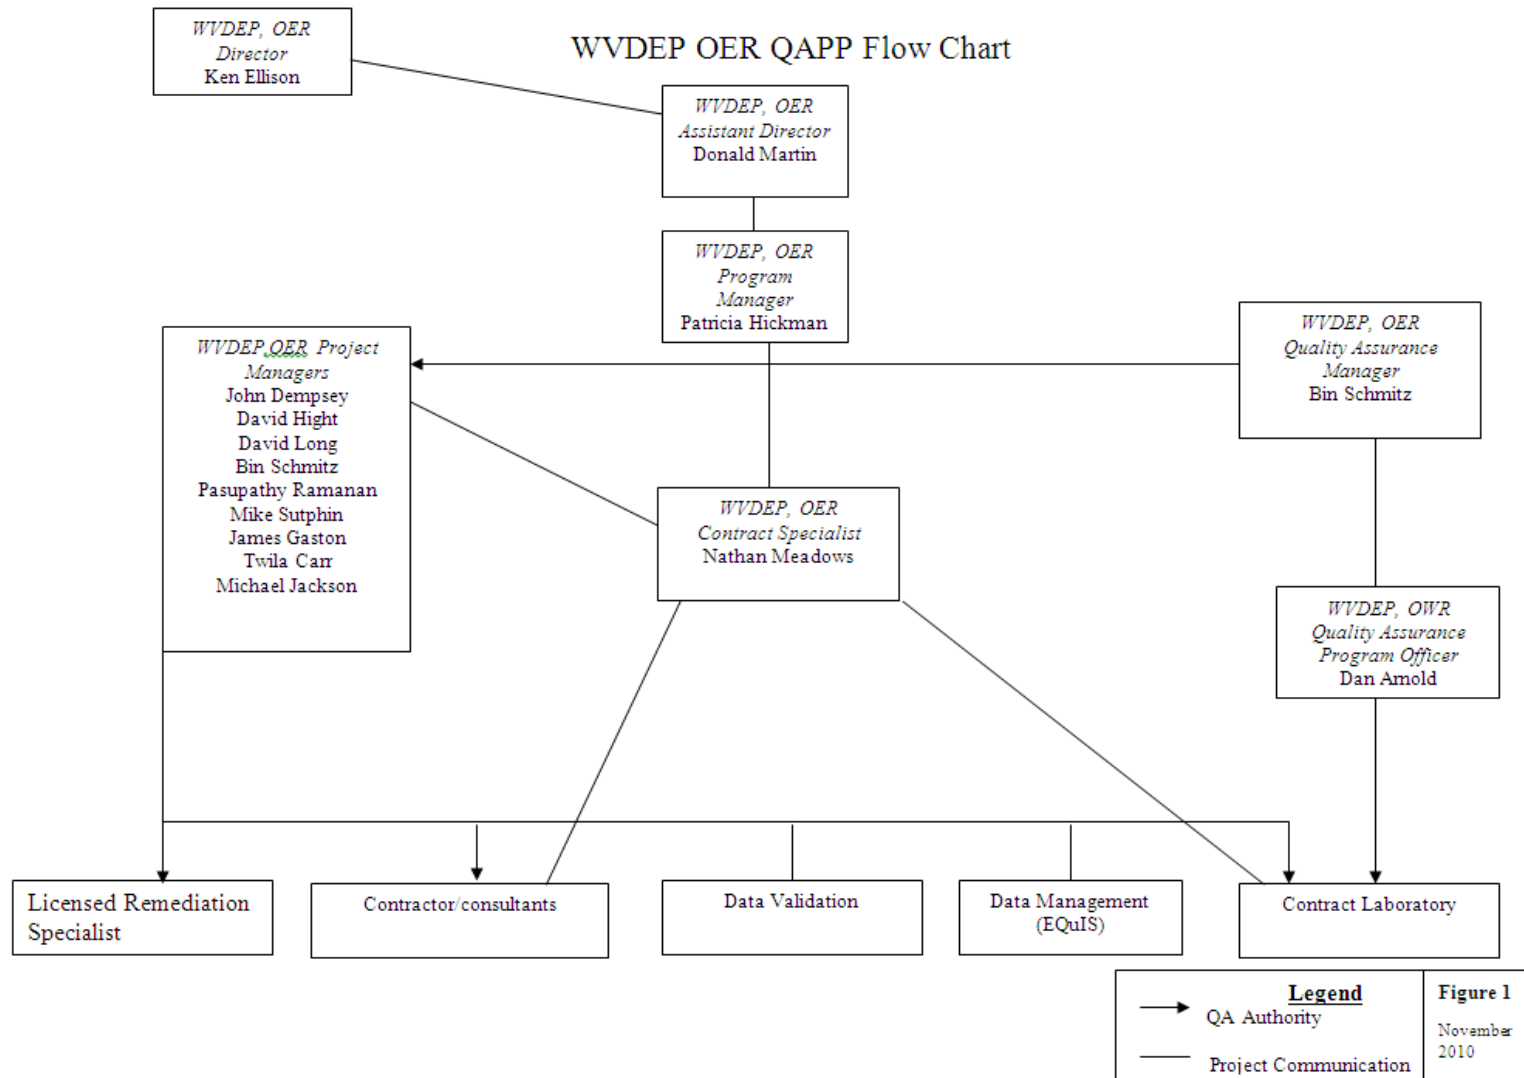 WVDEP, OER
Director
Ken Ellison
WVDEP OER QAPP Flow Chart
WVDEP, OER
Assistant Director
Donald Martin
WVDEP, OER
Program
Manager
Patricia Hickman
WVDEP,OER Project
Managers
John Dempsey
David Hight
David Long
Bin Schmitz
Pasupathy Ramanan
Mike Sutphin
James Gaston
Twila Carr
Michael Jackson
WVDEP, OER
Quality Assurance
Manager
Bin Schmitz
WVDEP, OER
Contract Specialist
Nathan Meadows
WVDEP, OWR
Quality Assurance
Program Officer
Dan Arnold
Licensed Remediation
Specialist
Contractor/consultants
Data Validation
Data Management
(EQuIS)
Contract Laboratory
Legend
QA Authority
Project Communication
Figure 1
November
2010